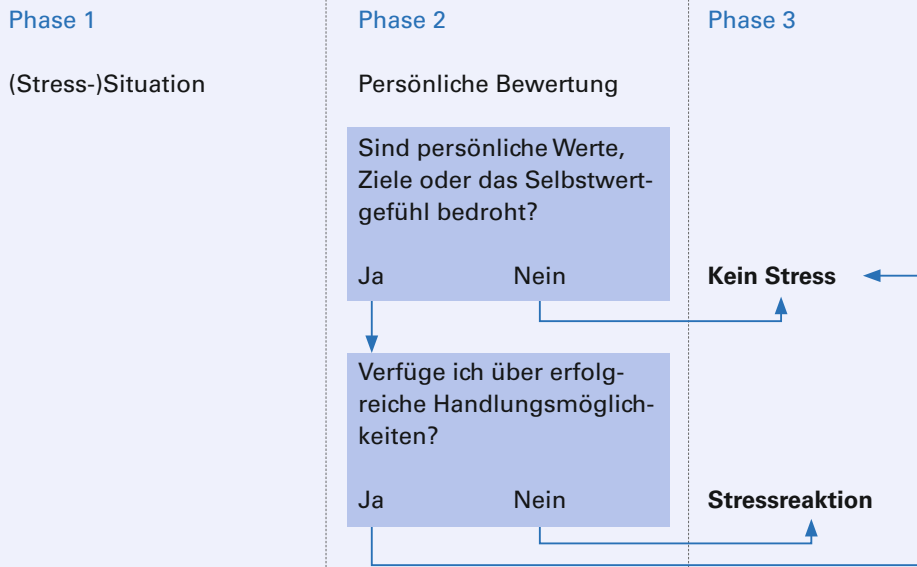 Phase 1
Phase 2
Phase 3
(Stress-)Situation
Persönliche Bewertung
Sind persönliche Werte,
Ziele oder das Selbstwert-
gefühl bedroht?
Ja
Nein
Kein Stress
Verfüge ich über erfolg-
reiche Handlungsmöglich-
keiten?
Ja
Nein
Stressreaktion